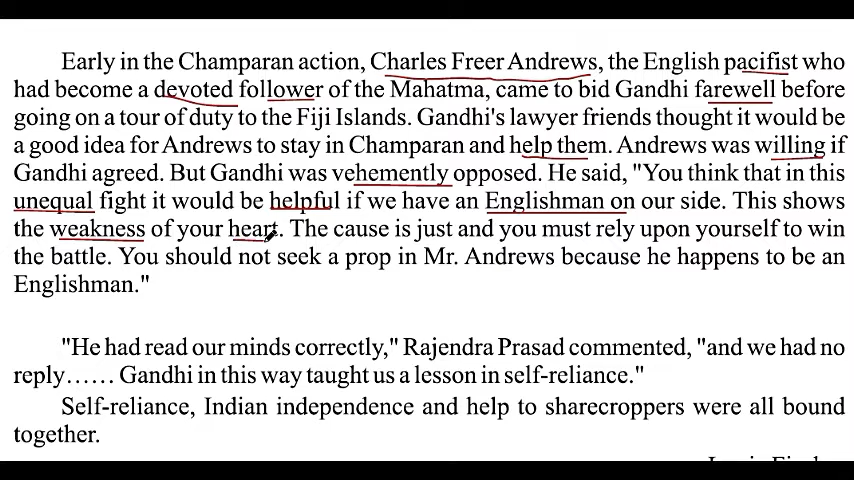 Early in the Champaran action, Charles Freer Andrews, the English pacifist who
had become a devoted follower of the Mahatma, came to bid Gandhi farewell before
going on a tour of duty to the Fiji Islands. Gandhi's lawyer friends thought it would be
a good idea for Andrews to stay in Champaran and help them. Andrews was willing if
Gandhi agreed. But Gandhi was vehemently opposed. He said, "You think that in this
unequal fight it would be helpful if we have an Englishman on our side. This shows
the weakness of your heart. The cause is just and you must rely upon yourself to win
the battle. You should not seek a prop in Mr. Andrews because he happens to be an
Englishman."
"He had read our minds correctly," Rajendra Prasad commented, "and we had no
reply...... Gandhi in this way taught us a lesson in self-reliance."
Self-reliance, Indian independence and help to sharecroppers were all bound
together.